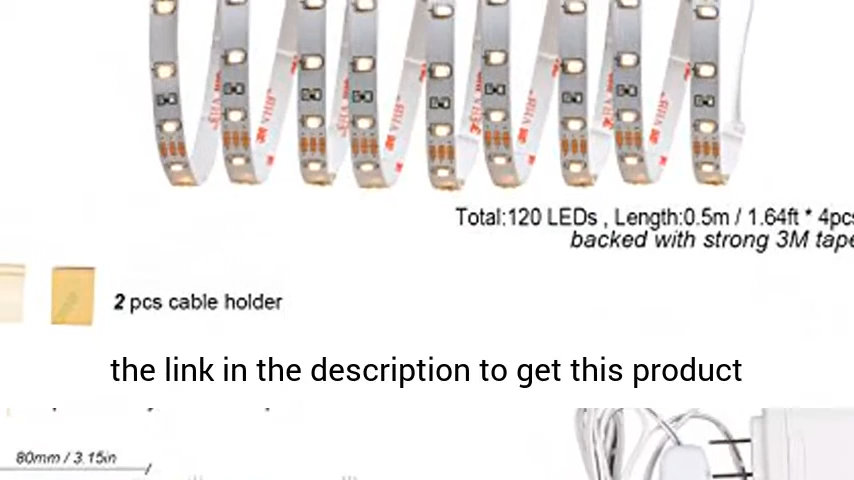 Total:120 LEDs , Length:0.5m / 1.64ft * 4pcs
backed with strong 3M tape
2 pcs cable holder
the link in the description to get this product
80mm / 3.15in